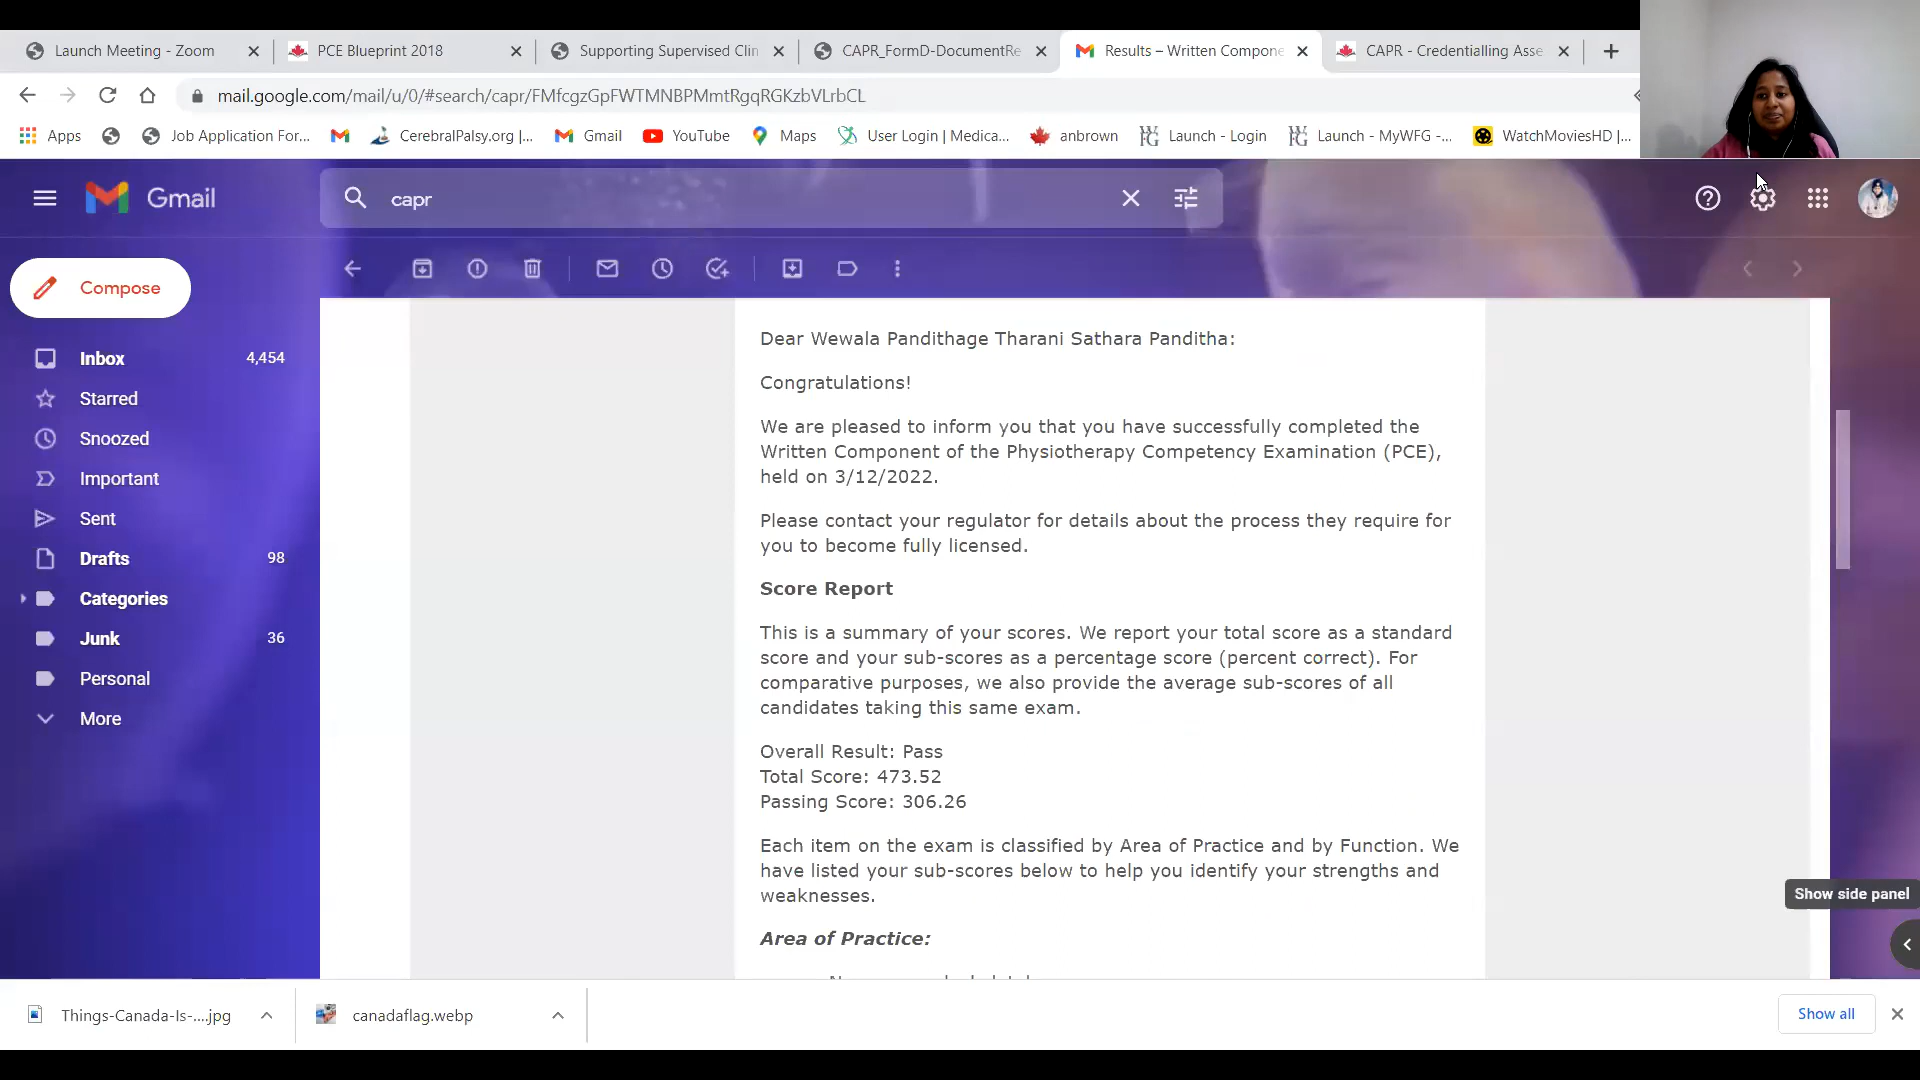 Launch Meeting - Zoom
PCE Blueprint 2018
Supporting Supervised Clin
CAPR_FormD-DocumentRe
Results – Written Compone
CAPR - Credentialling Asse
mail.google.com/mail/u/0/#search/capr/FMfcgzGpFWTMNBPMmtRgqRGKzbVLrbCL
Apps
Job Application For...
CerebralPalsy.org |...
Gmail
YouTube
Maps
User Login | Medica...
anbrown
Launch - Login
Launch - MyWFG -...
WatchMoviesHD |...
Gmail
capr
Compose
Inbox 4,454
Starred
Snoozed
Important
Sent
Drafts 98
Categories
Junk 36
Personal
More
Dear Wewala Pandithage Tharani Sathara Panditha:
Congratulations!
We are pleased to inform you that you have successfully completed the
Written Component of the Physiotherapy Competency Examination (PCE),
held on 3/12/2022.
Please contact your regulator for details about the process they require for
you to become fully licensed.
Score Report
This is a summary of your scores. We report your total score as a standard
score and your sub-scores as a percentage score (percent correct). For
comparative purposes, we also provide the average sub-scores of all
candidates taking this same exam.
Overall Result: Pass
Total Score: 473.52
Passing Score: 306.26
Each item on the exam is classified by Area of Practice and by Function. We
have listed your sub-scores below to help you identify your strengths and
weaknesses.
Area of Practice:
Show side panel
Things-Canada-Is-....jpg
canadaflag.webp
Show all